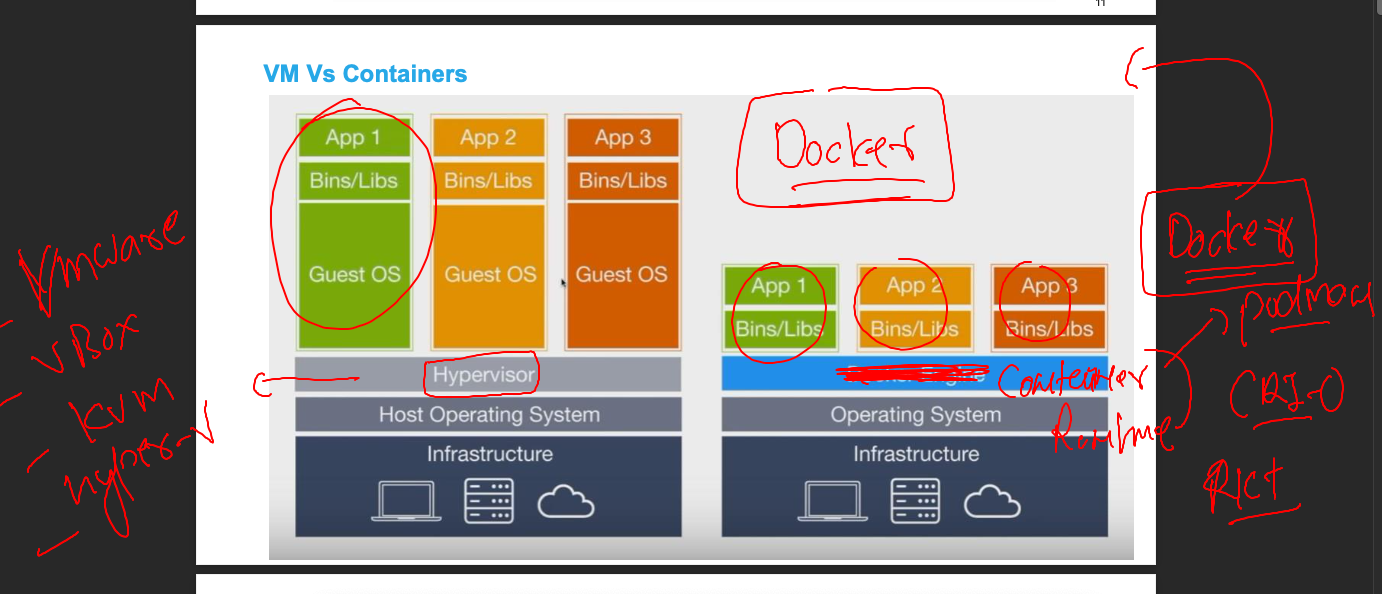 11
VM Vs Containers
App 1
App 2
App 3
Bins/Libs
Bins/Libs
Bins/Libs
Guest OS
Guest OS
Guest OS
Hypervisor
Host Operating System
Infrastructure
Docker
App 1
App 2
App 3
Bins/Libs
Bins/Libs
Bins/Libs
Container
Runtime
Operating System
Infrastructure
Vmware
VBox
KVM
hyper-V
Docker
podman
CRI-O